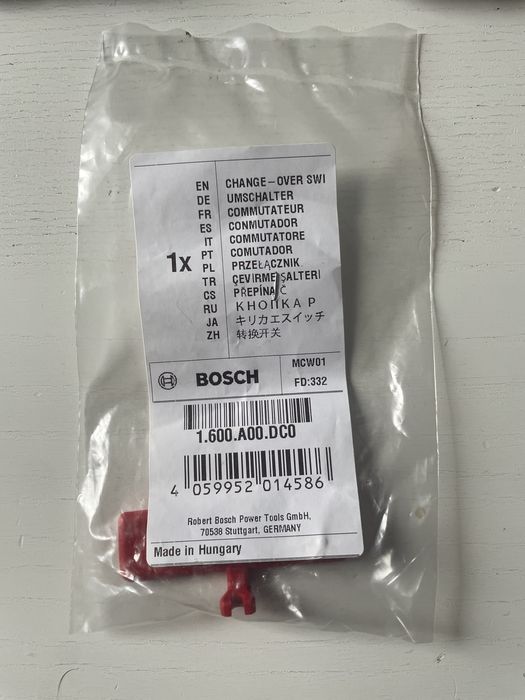 1x
EN CHANGE-OVER SWI
DE UMSCHALTER
FR COMMUTATEUR
ES CONMUTADOR
IT COMMUTATORE
PT COMUTADOR
PL PRZEŁĄCZNIK
TR ÇEVIRME ŞALTERI
CS PŘEPÍNAČ
RU КНОПКА Р
JA キリカエスイッチ
ZH 转换开关
BOSCH
MCW01
FD:332
1.600.A00.DC0
4 059952 014586
Robert Bosch Power Tools GmbH,
70538 Stuttgart, GERMANY
Made in Hungary